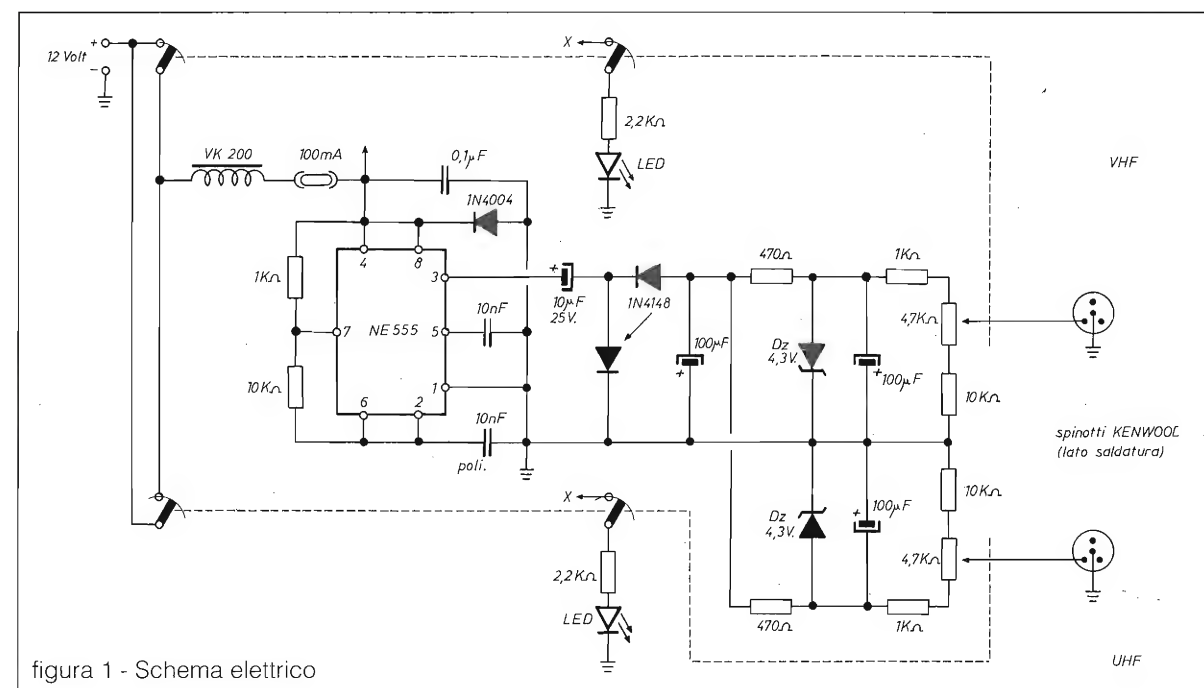 +
12 Volt
-
X
2,2KΩ
LED
VHF
VK 200
100mA
0,1µF
1N4004
4
8
3
1KΩ
7
NE555
5
10nF
10KΩ
6
2
1
10nF
poli.
+
10µF
25V.
1N4148
100µF
+
470Ω
1KΩ
Dz
4,3V.
+
100µF
4,7KΩ
10KΩ
spinotti KENWOOD
(lato saldatura)
X
2,2KΩ
LED
Dz
4,3V.
+
100µF
10KΩ
4,7KΩ
470Ω
1KΩ
UHF
figura 1 - Schema elettrico